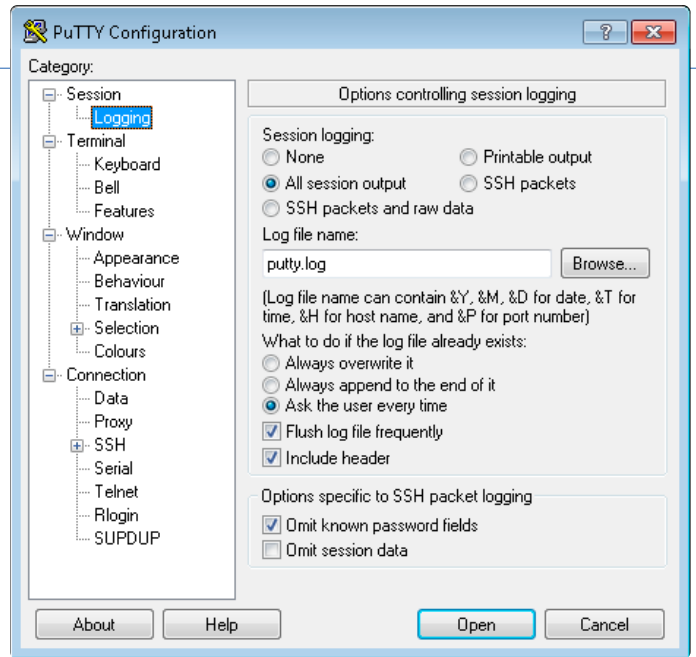 PuTTY Configuration
Category:
Session
Logging
Terminal
Keyboard
Bell
Features
Window
Appearance
Behaviour
Translation
Selection
Colours
Connection
Data
Proxy
SSH
Serial
Telnet
Rlogin
SUPDUP
Options controlling session logging
Session logging:
None
Printable output
All session output
SSH packets
SSH packets and raw data
Log file name:
putty.log
Browse...
(Log file name can contain &Y, &M, &D for date, &T for
time, &H for host name, and &P for port number)
What to do if the log file already exists:
Always overwrite it
Always append to the end of it
Ask the user every time
Flush log file frequently
Include header
Options specific to SSH packet logging
Omit known password fields
Omit session data
About
Help
Open
Cancel